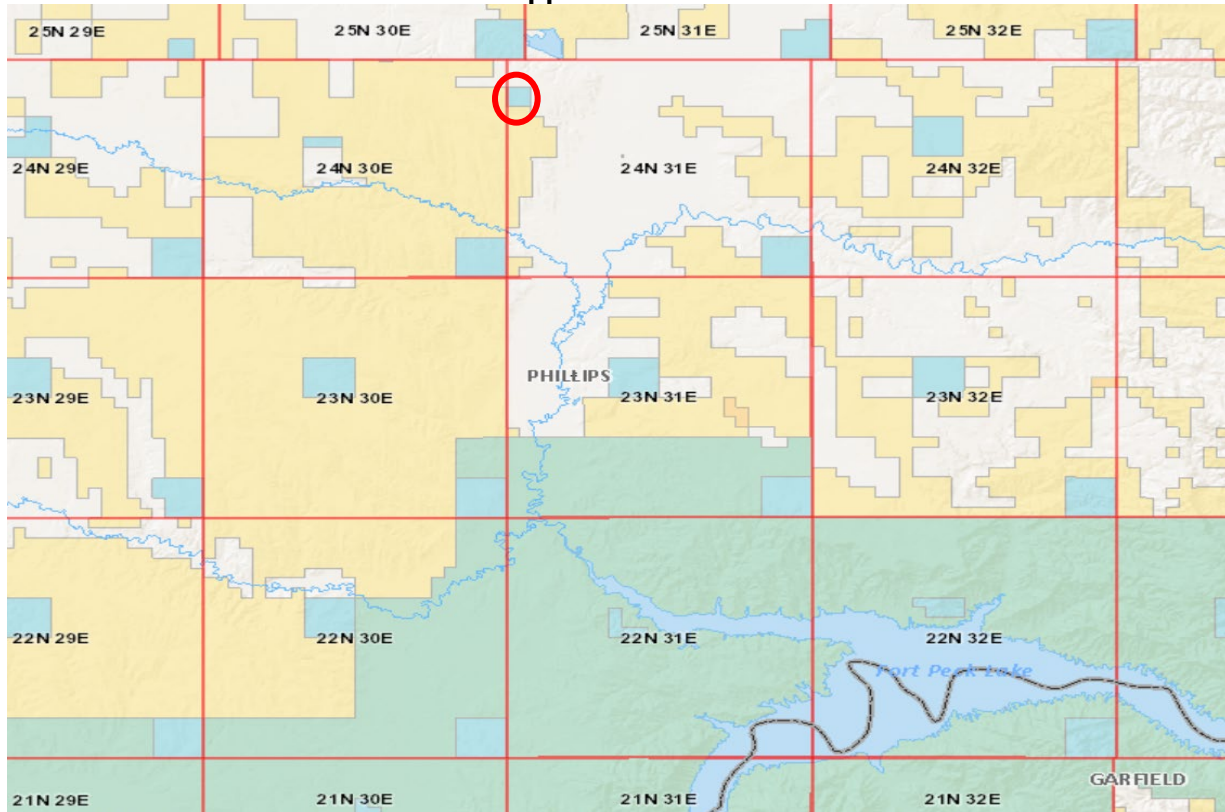 25N 29E
25N 30E
25N 31E
25N 32E
24N 29E
24N 30E
24N 31E
24N 32E
PHILLIPS
23N 29E
23N 30E
23N 31E
23N 32E
22N 29E
22N 30E
22N 31E
22N 32E
Fort Peck Lake
GARFIELD
21N 29E
21N 30E
21N 31E
21N 32E